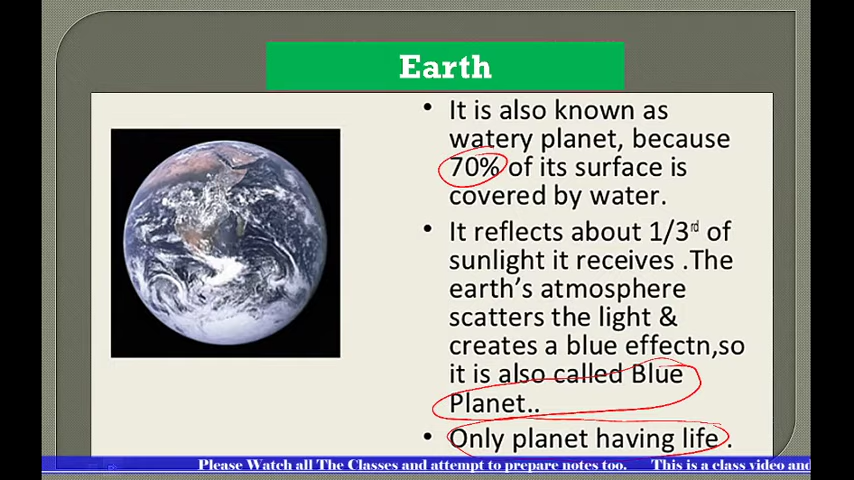 Earth
• It is also known as
watery planet, because
70% of its surface is
covered by water.
• It reflects about 1/3rd of
sunlight it receives .The
earth's atmosphere
scatters the light &
creates a blue effectn,so
it is also called Blue
Planet..
• Only planet having life .
Please Watch all The Classes and attempt to prepare notes too. This is a class video and